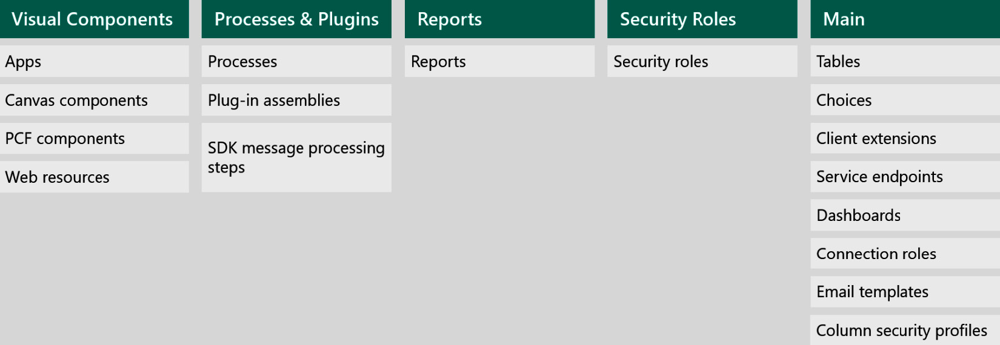 Visual Components
Apps
Canvas components
PCF components
Web resources
Processes & Plugins
Processes
Plug-in assemblies
SDK message processing
steps
Reports
Reports
Security Roles
Security roles
Main
Tables
Choices
Client extensions
Service endpoints
Dashboards
Connection roles
Email templates
Column security profiles